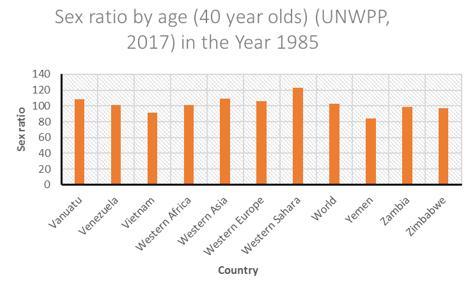 Sex ratio by age (40 year olds) (UNWPP,
2017) in the Year 1985
140
120
100
80
60
40
20
0
Sex ratio
Vanuatu
Venezuela
Vietnam
Western Africa
Western Asia
Western Europe
Western Sahara
World
Yemen
Zambia
Zimbabwe
Country